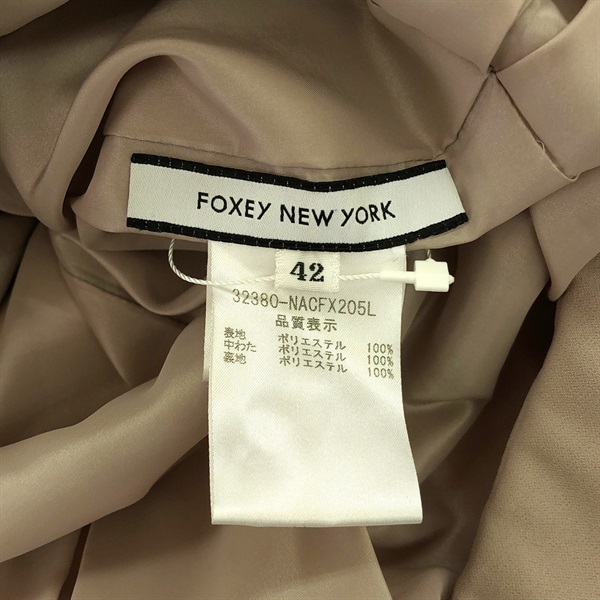 FOXEY NEW YORK
42
32380-NACFX205L
品質表示
表地 ポリエステル 100%
中わた ポリエステル 100%
裏地 ポリエステル 100%